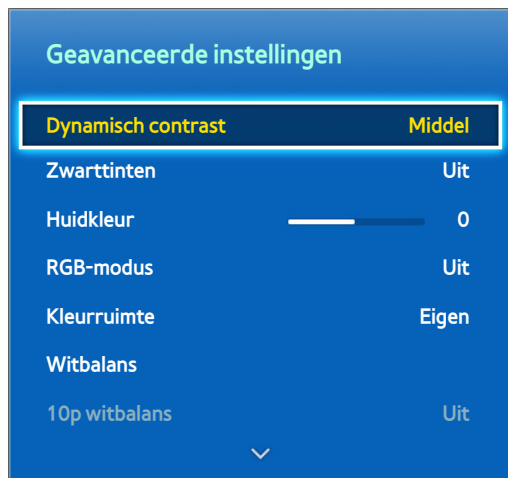 Geavanceerde instellingen
Dynamisch contrast Middel
Zwarttinten Uit
Huidkleur 0
RGB-modus Uit
Kleurruimte Eigen
Witbalans
10p witbalans Uit